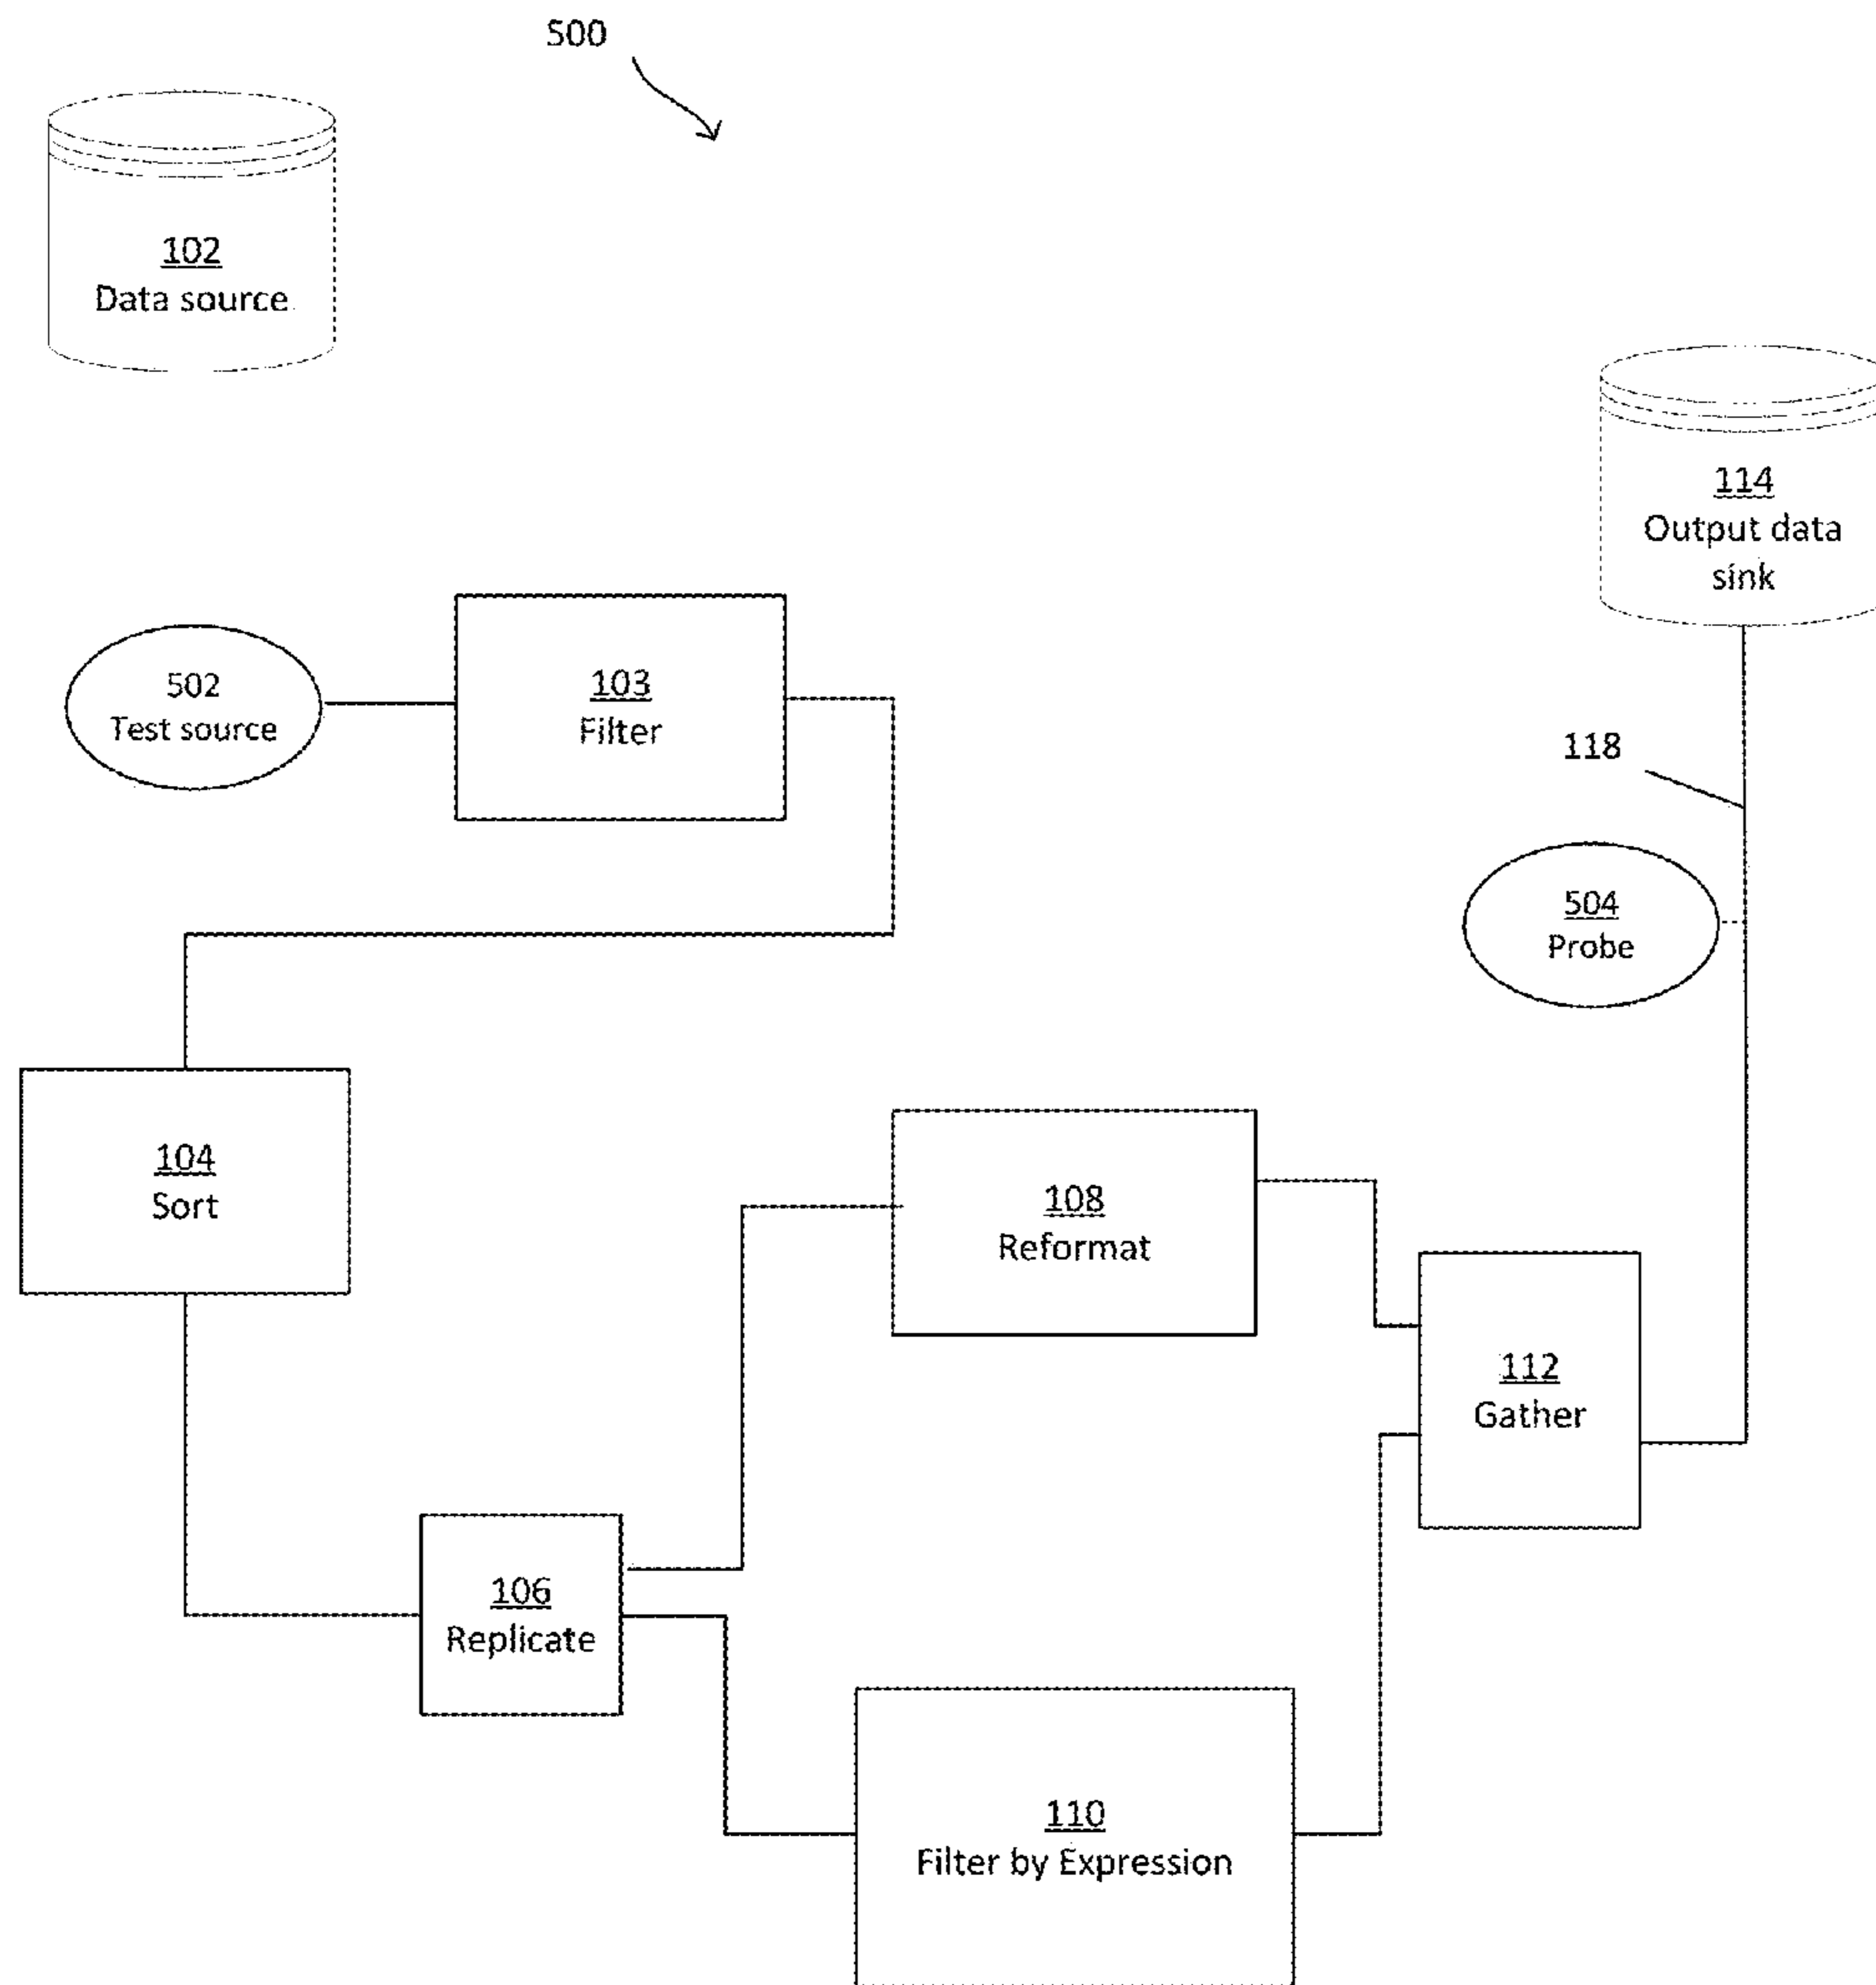 500
102
Data source
114
Output data
sink
502
Test source
103
Filter
118
504
Probe
104
Sort
108
Reformat
112
Gather
106
Replicate
110
Filter by Expression